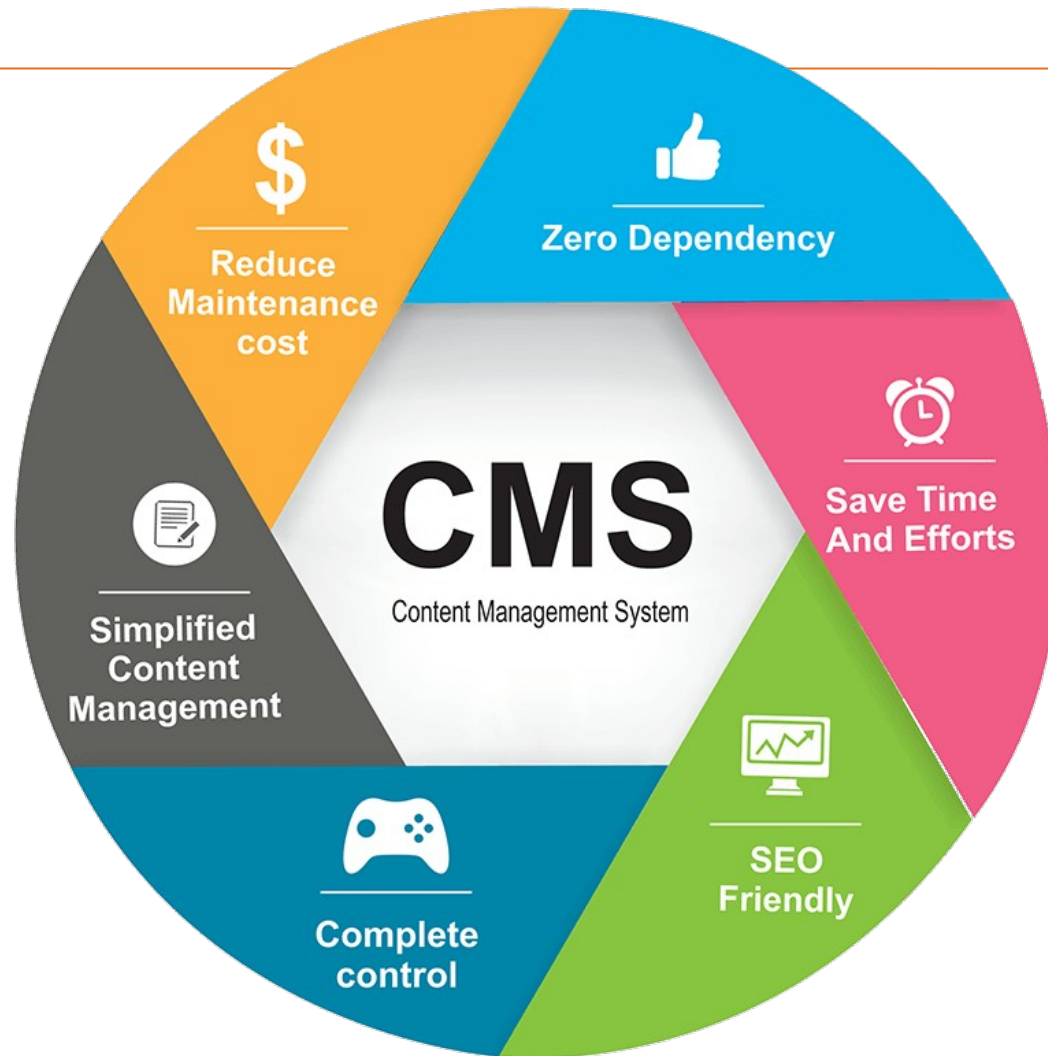 $
Reduce
Maintenance
cost
Zero Dependency
Save Time
And Efforts
CMS
Content Management System
Simplified
Content
Management
SEO
Friendly
Complete
control